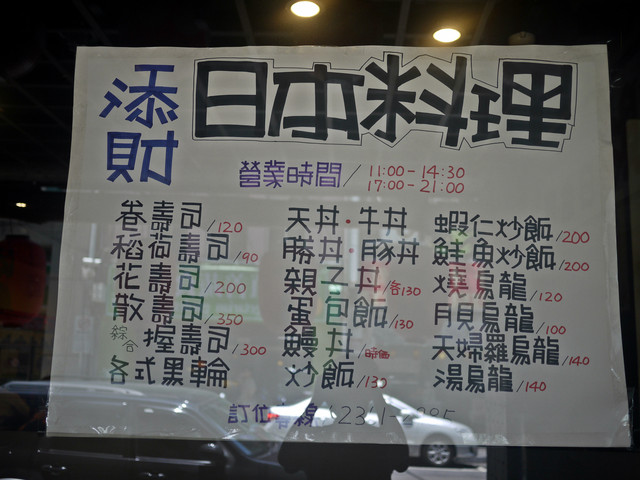 添財 日本料理
營業時間/11:00-14:30
17:00-21:00
卷壽司/120
稻荷壽司/90
花壽司/200
散壽司/350
綜合握壽司/300
各式黑輪
天丼·牛丼
勝丼·豚丼
親子丼/各130
蛋包飯/130
鰻丼/時価
炒飯/130
蝦仁炒飯/200
鮭魚炒飯/200
燒烏龍/120
月見烏龍/100
天婦羅烏龍/140
湯烏龍/140
訂位